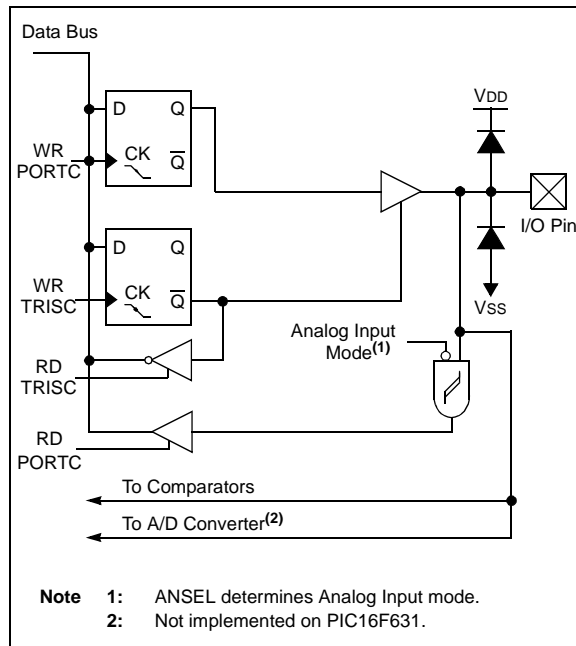 Data Bus
D
Q
WR
PORTC
CK
Q
VDD
I/O Pin
D
Q
WR
TRISC
CK
Q
VSS
Analog Input
Mode(1)
RD
TRISC
RD
PORTC
To Comparators
To A/D Converter(2)
Note 1: ANSEL determines Analog Input mode.
2: Not implemented on PIC16F631.